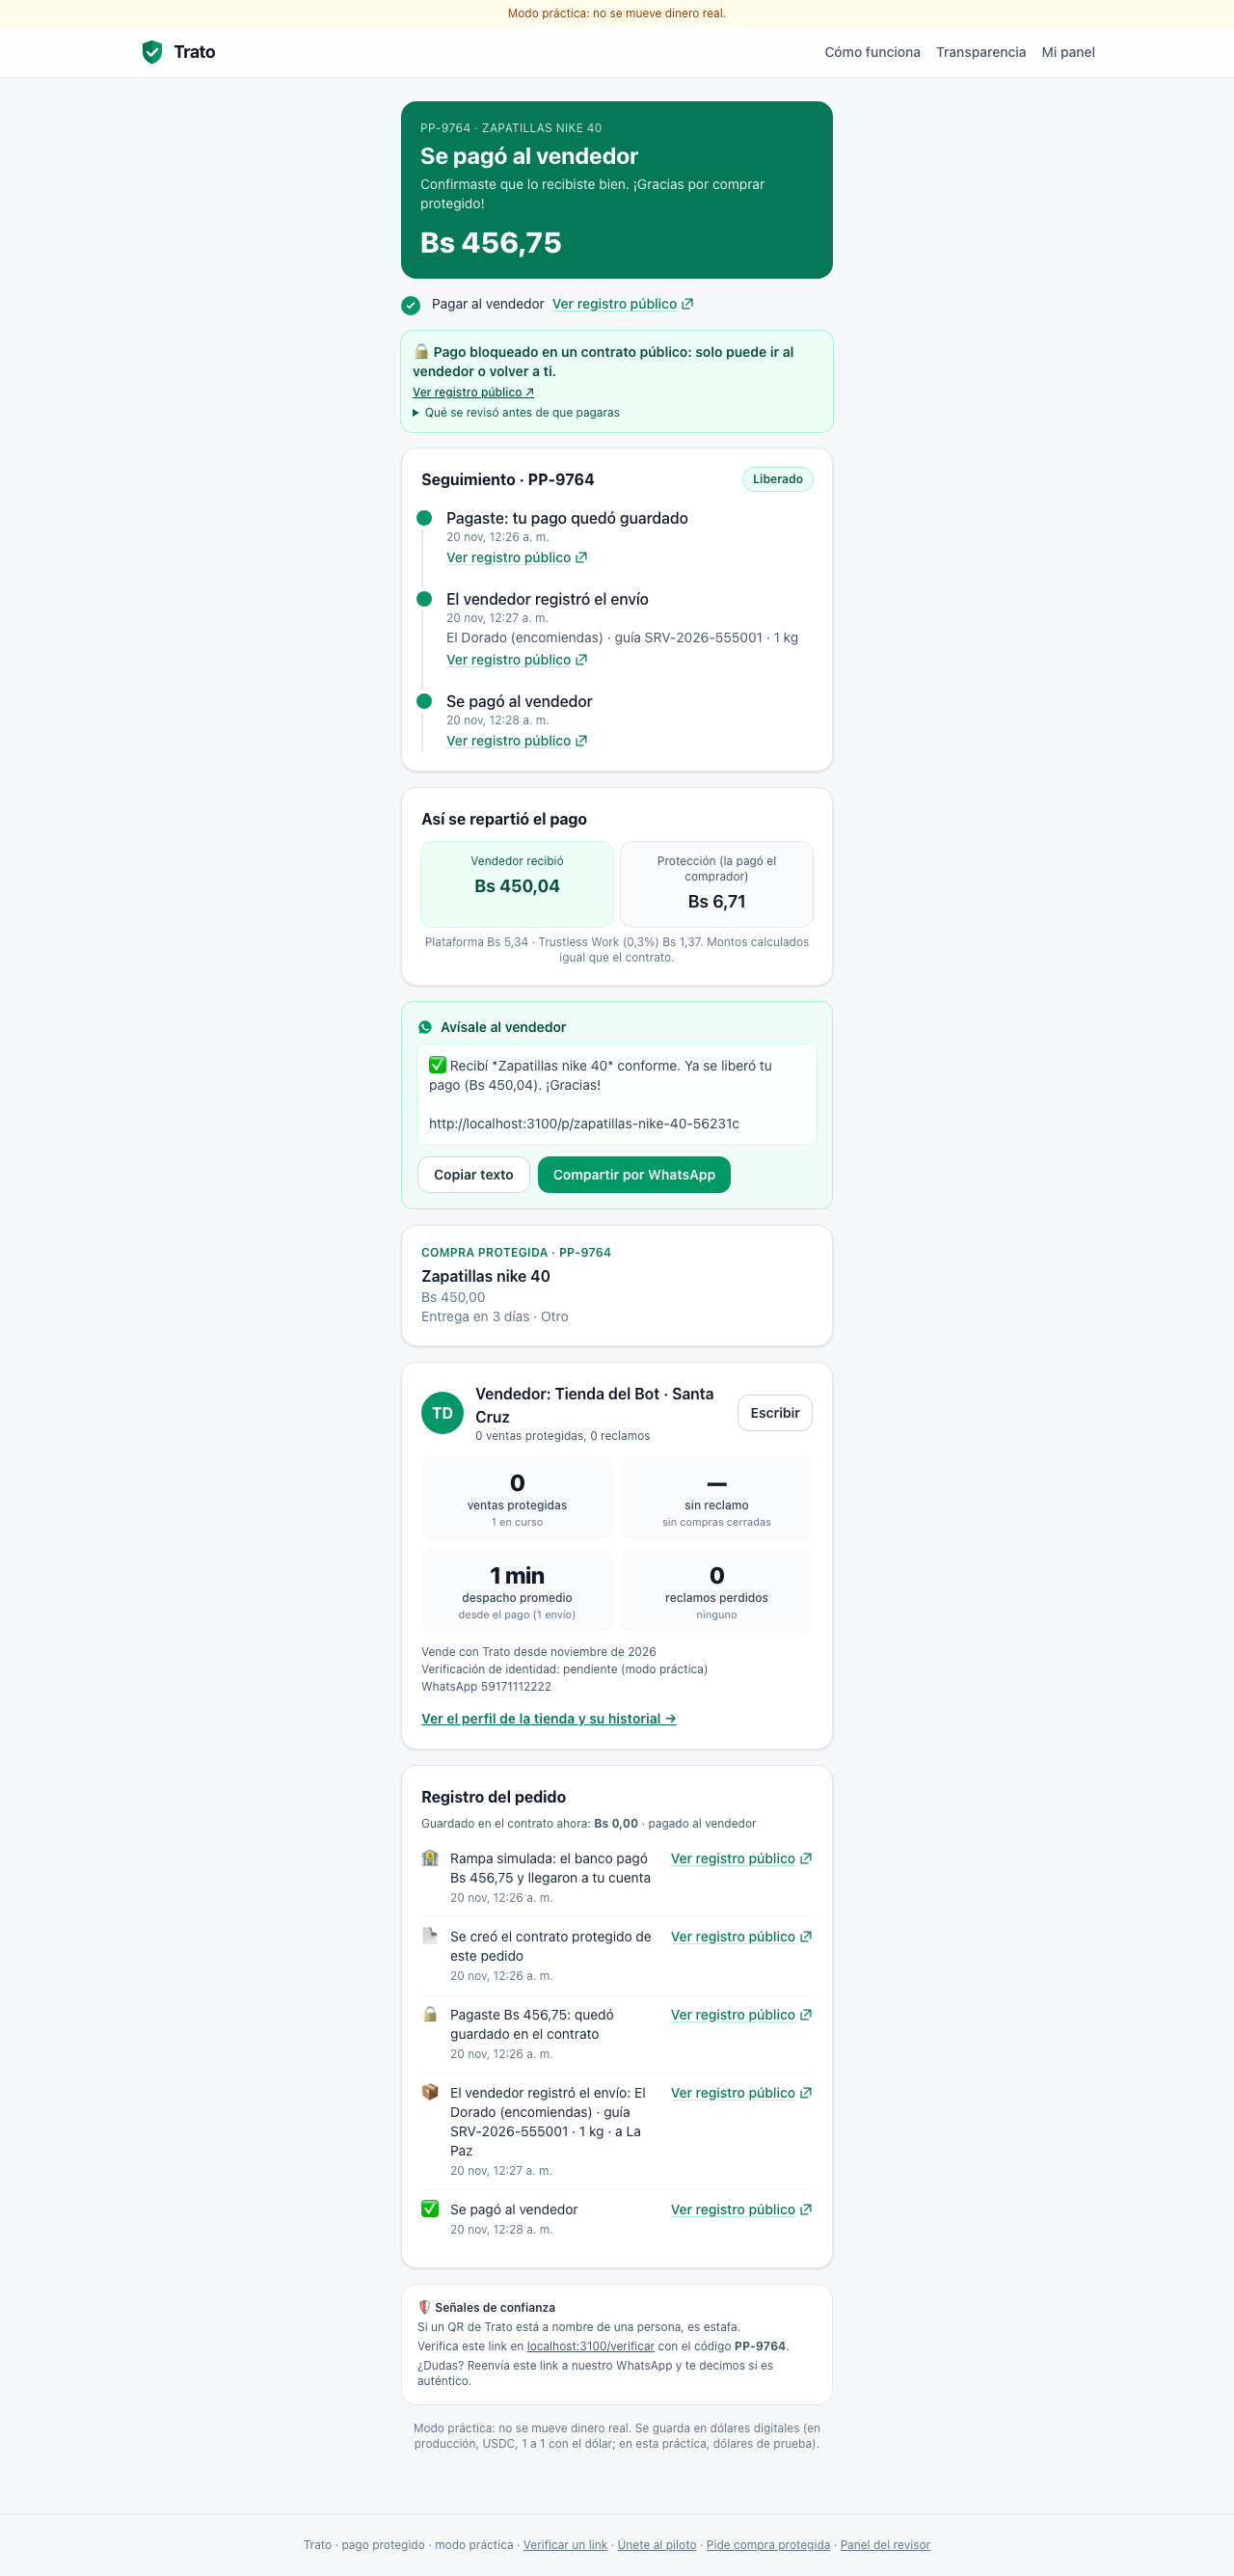 Modo práctica: no se mueve dinero real.
Trato
Cómo funciona Transparencia Mi panel
PP-9764 · ZAPATILLAS NIKE 40
Se pagó al vendedor
Confirmaste que lo recibiste bien. ¡Gracias por comprar
protegido!
Bs 456,75
Pagar al vendedor Ver registro público
Pago bloqueado en un contrato público: solo puede ir al
vendedor o volver a ti.
Ver registro público ↗
▶ Qué se revisó antes de que pagaras
Seguimiento · PP-9764
Liberado
Pagaste: tu pago quedó guardado
20 nov, 12:26 a. m.
Ver registro público
El vendedor registró el envío
20 nov, 12:27 a. m.
El Dorado (encomiendas) · guía SRV-2026-555001 · 1 kg
Ver registro público
Se pagó al vendedor
20 nov, 12:28 a. m.
Ver registro público
Así se repartió el pago
Vendedor recibió
Bs 450,04
Protección (la pagó el
comprador)
Bs 6,71
Plataforma Bs 5,34 · Trustless Work (0,3%) Bs 1,37. Montos calculados
igual que el contrato.
Avísale al vendedor
✅ Recibí *Zapatillas nike 40* conforme. Ya se liberó tu
pago (Bs 450,04). ¡Gracias!
http://localhost:3100/p/zapatillas-nike-40-56231c
Copiar texto
Compartir por WhatsApp
COMPRA PROTEGIDA · PP-9764
Zapatillas nike 40
Bs 450,00
Entrega en 3 días · Otro
TD
Vendedor: Tienda del Bot · Santa
Cruz
0 ventas protegidas, 0 reclamos
Escribir
0
ventas protegidas
1 en curso
—
sin reclamo
sin compras cerradas
1 min
despacho promedio
desde el pago (1 envío)
0
reclamos perdidos
ninguno
Vende con Trato desde noviembre de 2026
Verificación de identidad: pendiente (modo práctica)
WhatsApp 59171112222
Ver el perfil de la tienda y su historial →
Registro del pedido
Guardado en el contrato ahora: Bs 0,00 · pagado al vendedor
Rampa simulada: el banco pagó
Bs 456,75 y llegaron a tu cuenta
20 nov, 12:26 a. m.
Ver registro público
Se creó el contrato protegido de
este pedido
20 nov, 12:26 a. m.
Ver registro público
Pagaste Bs 456,75: quedó
guardado en el contrato
20 nov, 12:26 a. m.
Ver registro público
El vendedor registró el envío: El
Dorado (encomiendas) · guía
SRV-2026-555001 · 1 kg · a La
Paz
20 nov, 12:27 a. m.
Ver registro público
Se pagó al vendedor
20 nov, 12:28 a. m.
Ver registro público
Señales de confianza
Si un QR de Trato está a nombre de una persona, es estafa.
Verifica este link en localhost:3100/verificar con el código PP-9764.
¿Dudas? Reenvía este link a nuestro WhatsApp y te decimos si es
auténtico.
Modo práctica: no se mueve dinero real. Se guarda en dólares digitales (en
producción, USDC, 1 a 1 con el dólar; en esta práctica, dólares de prueba).
Trato · pago protegido · modo práctica · Verificar un link · Únete al piloto · Pide compra protegida · Panel del revisor